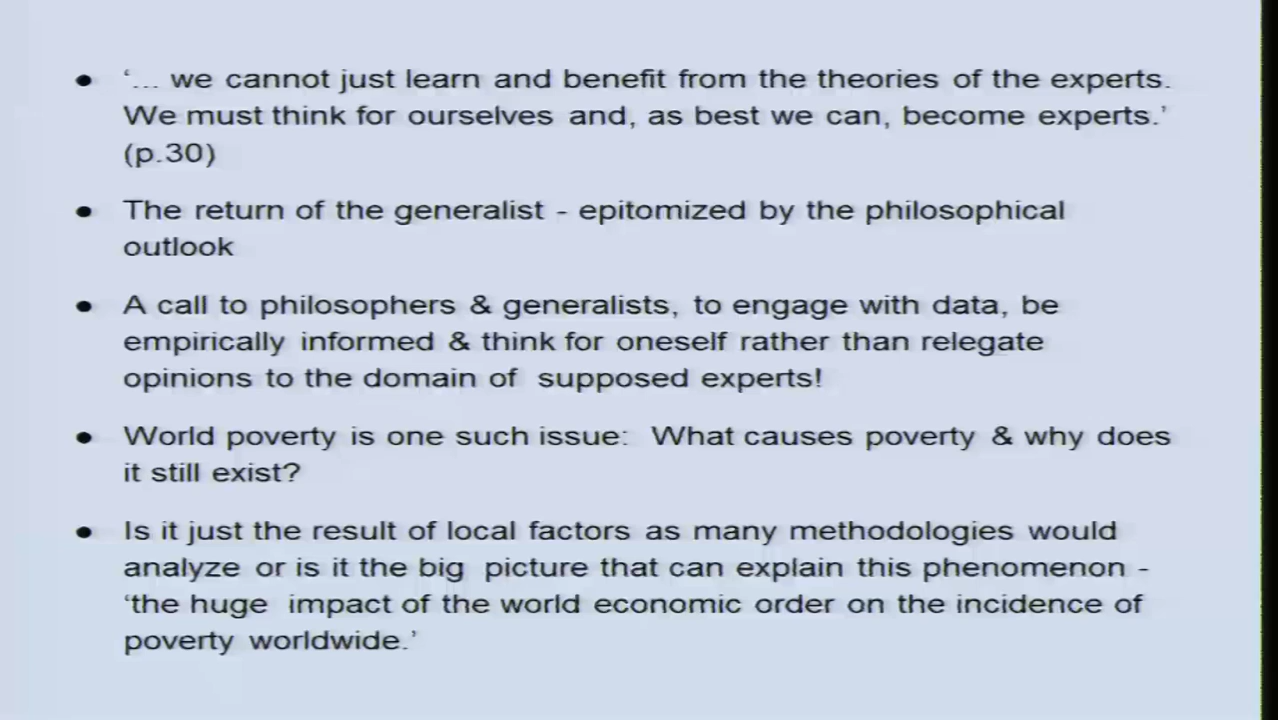 ● '... we cannot just learn and benefit from the theories of the experts.
We must think for ourselves and, as best we can, become experts.'
(p.30)
● The return of the generalist - epitomized by the philosophical
outlook
● A call to philosophers & generalists, to engage with data, be
empirically informed & think for oneself rather than relegate
opinions to the domain of supposed experts!
● World poverty is one such issue: What causes poverty & why does
it still exist?
● Is it just the result of local factors as many methodologies would
analyze or is it the big picture that can explain this phenomenon -
'the huge impact of the world economic order on the incidence of
poverty worldwide.'